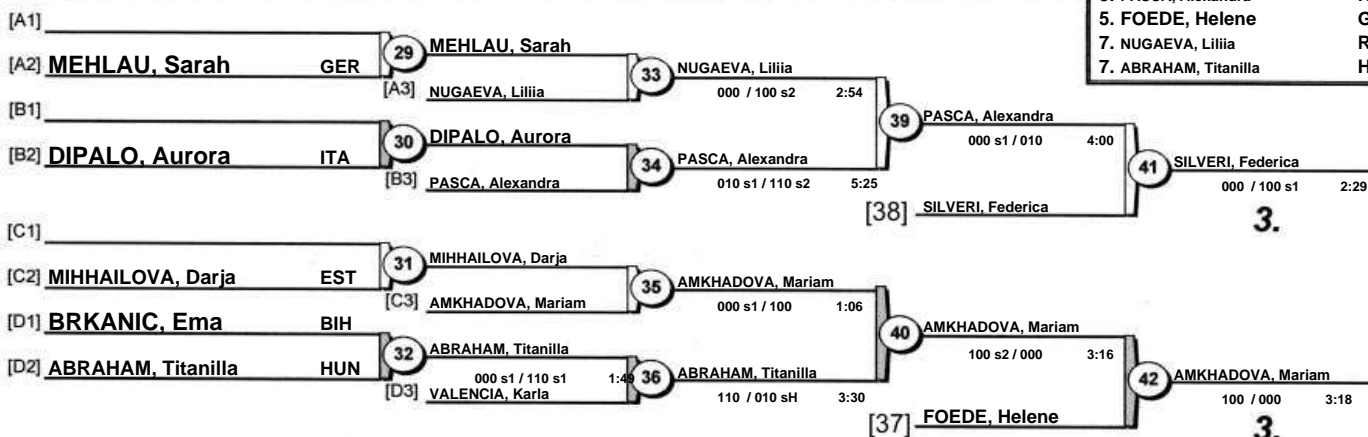 5. FOEDE, Helene G
7. NUGAEVA, Liliia R
7. ABRAHAM, Titanilla H
[A1]
[A2] MEHLAU, Sarah GER
29 MEHLAU, Sarah
[A3] NUGAEVA, Liliia
33 NUGAEVA, Liliia
000 / 100 s2 2:54
[B1]
[B2] DIPALO, Aurora ITA
30 DIPALO, Aurora
[B3] PASCA, Alexandra
34 PASCA, Alexandra
010 s1 / 110 s2 5:25
39 PASCA, Alexandra
000 s1 / 010 4:00
[38] SILVERI, Federica
41 SILVERI, Federica
000 / 100 s1 2:29
3.
[C1]
[C2] MIHHAILOVA, Darja EST
31 MIHHAILOVA, Darja
[C3] AMKHADOVA, Mariam
35 AMKHADOVA, Mariam
000 s1 / 100 1:06
[D1] BRKANIC, Ema BIH
[D2] ABRAHAM, Titanilla HUN
32 ABRAHAM, Titanilla
000 s1 / 110 s1 1:49
[D3] VALENCIA, Karla
36 ABRAHAM, Titanilla
110 / 010 sH 3:30
40 AMKHADOVA, Mariam
100 s2 / 000 3:16
[37] FOEDE, Helene
42 AMKHADOVA, Mariam
100 / 000 3:18
3.